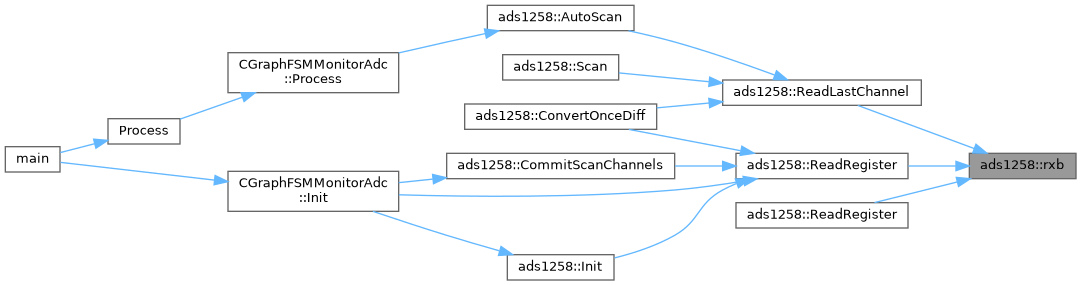 main
Process
CGraphFSMMonitorAdc
::Process
CGraphFSMMonitorAdc
::Init
ads1258::AutoScan
ads1258::Scan
ads1258::ConvertOnceDiff
ads1258::CommitScanChannels
ads1258::Init
ads1258::ReadLastChannel
ads1258::ReadRegister
ads1258::ReadRegister
ads1258::rxb